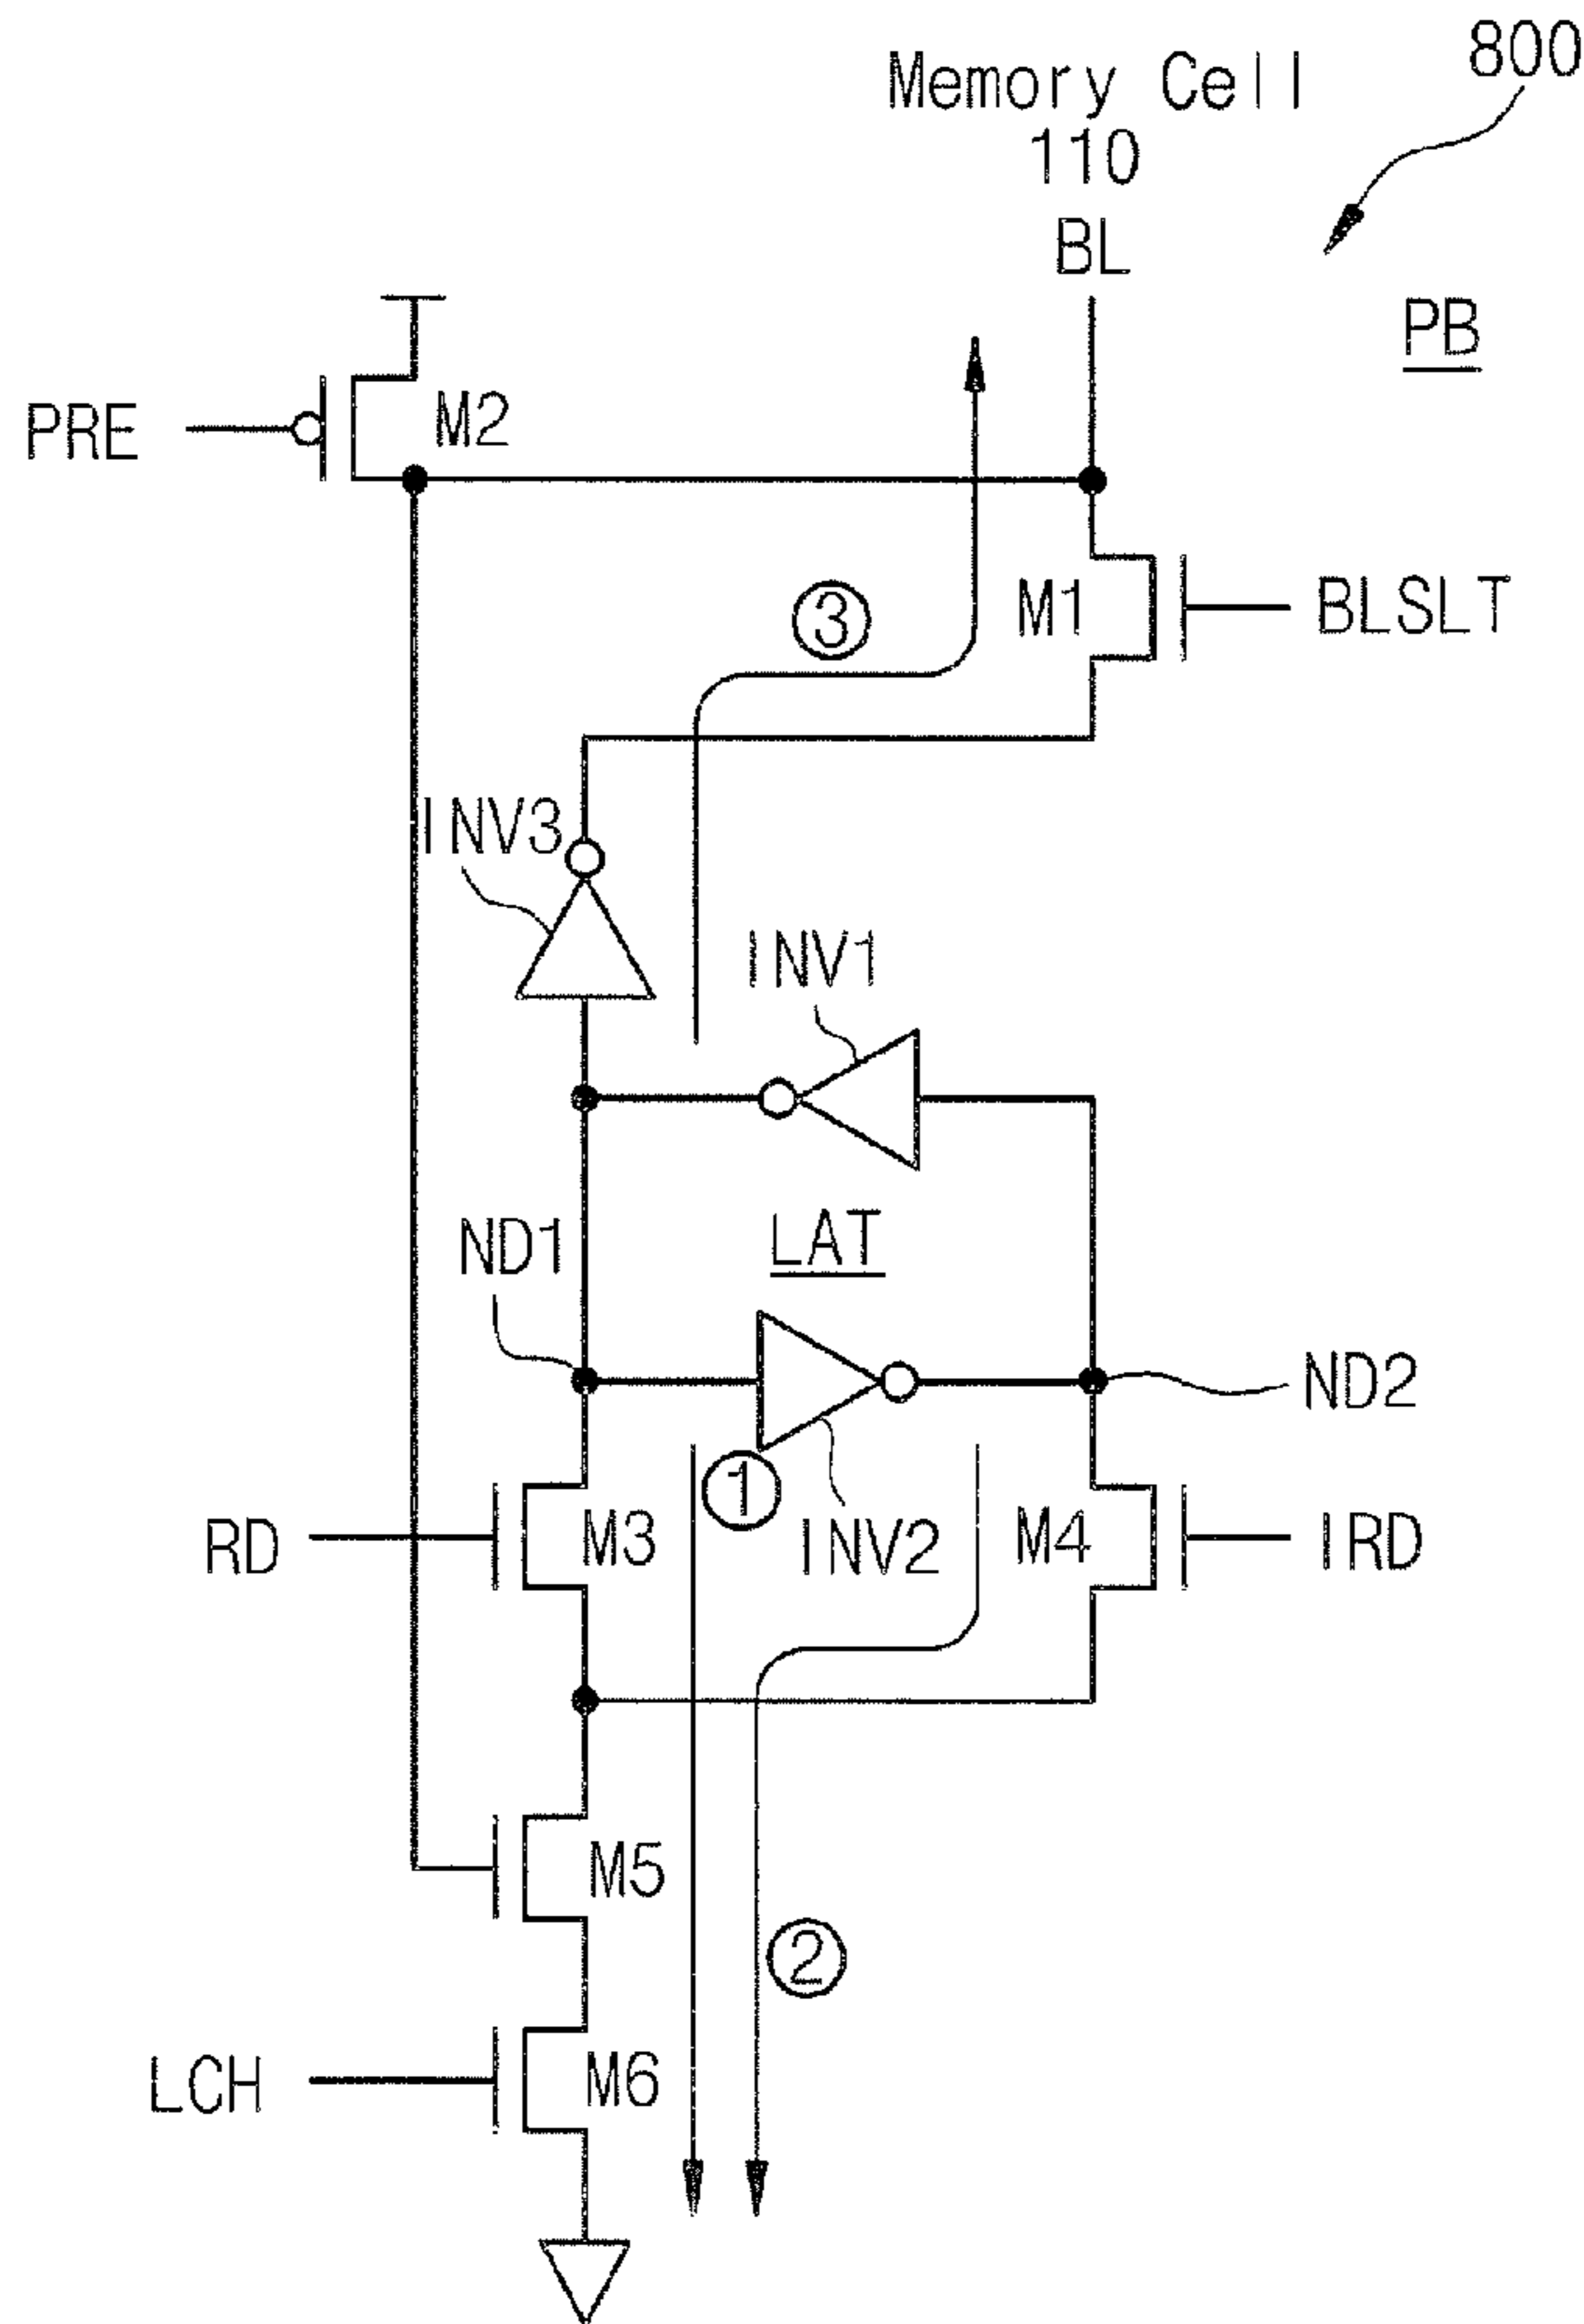 800
Memory Cell
110
BL
PB
PRE
M2
M1
BLSLT
③
INV3
INV1
ND1
LAT
ND2
①
RD
M3
INV2
M4
IRD
M5
②
LCH
M6